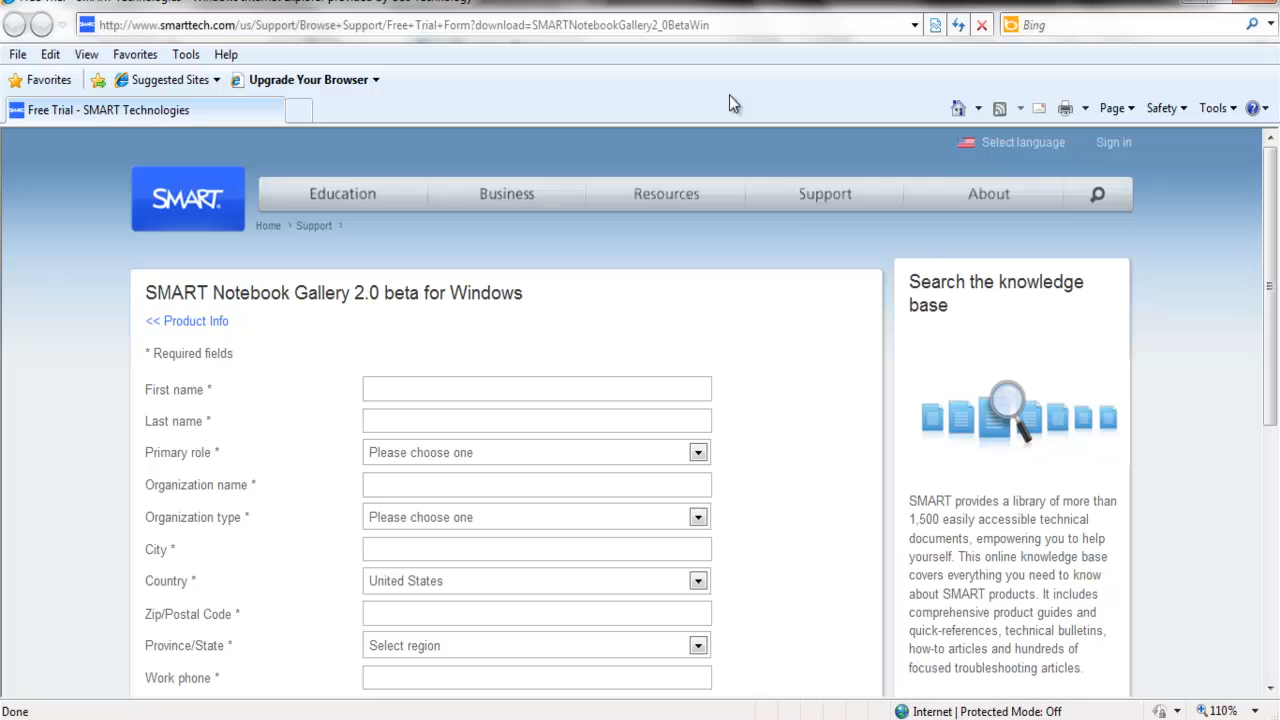 http://www.smarttech.com/us/Support/Browse+Support/Free+Trial+Form?download=SMARTNotebookGallery2_0BetaWin
Bing
File Edit View Favorites Tools Help
Favorites Suggested Sites Upgrade Your Browser
Free Trial - SMART Technologies
Page Safety Tools
Select language Sign in
SMART
Education Business Resources Support About
Home › Support ›
SMART Notebook Gallery 2.0 beta for Windows
<< Product Info
* Required fields
First name *
Last name *
Primary role * Please choose one
Organization name *
Organization type * Please choose one
City *
Country * United States
Zip/Postal Code *
Province/State * Select region
Work phone *
Search the knowledge
base
SMART provides a library of more than
1,500 easily accessible technical
documents, empowering you to help
yourself. This online knowledge base
covers everything you need to know
about SMART products. It includes
comprehensive product guides and
quick-references, technical bulletins,
how-to articles and hundreds of
focused troubleshooting articles.
Done Internet | Protected Mode: Off 110%